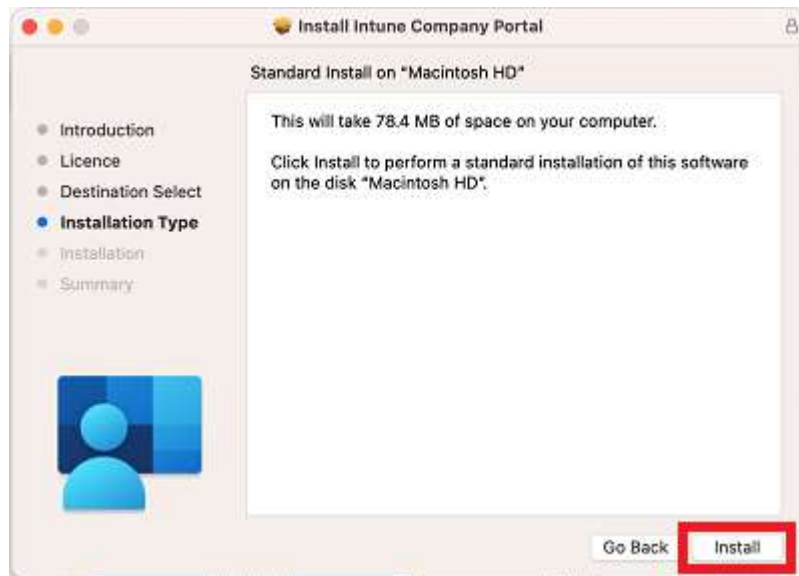 Install Intune Company Portal
Standard Install on "Macintosh HD"
Introduction
Licence
Destination Select
Installation Type
Installation
Summary
This will take 78.4 MB of space on your computer.
Click Install to perform a standard installation of this software
on the disk "Macintosh HD".
Go Back
Install